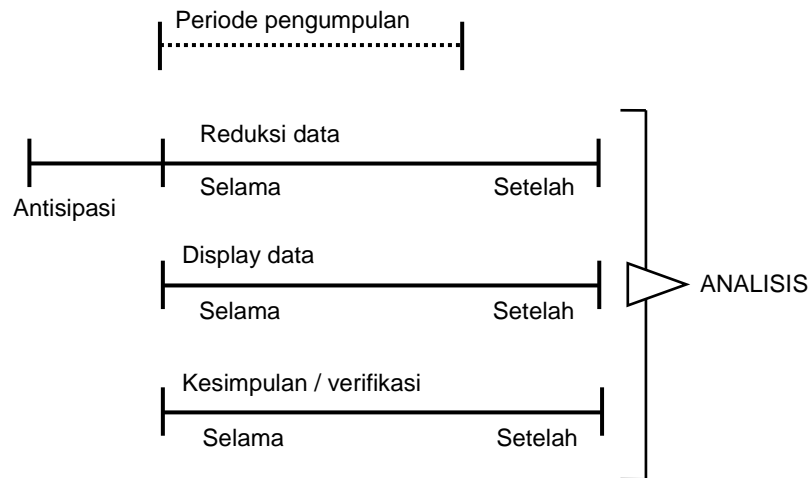 Periode pengumpulan
Reduksi data
Selama Setelah
Antisipasi
Display data
Selama Setelah
ANALISIS
Kesimpulan / verifikasi
Selama Setelah